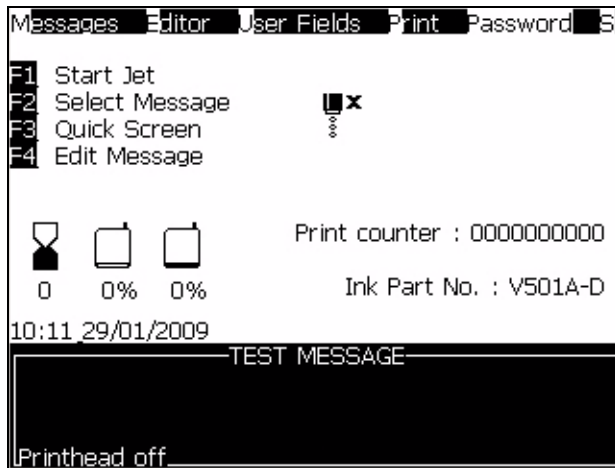 Messages Editor User Fields Print Password S
F1 Start Jet
F2 Select Message
F3 Quick Screen
F4 Edit Message
Print counter : 0000000000
0 0% 0% Ink Part No. : V501A-D
10:11 29/01/2009
TEST MESSAGE
Printhead off